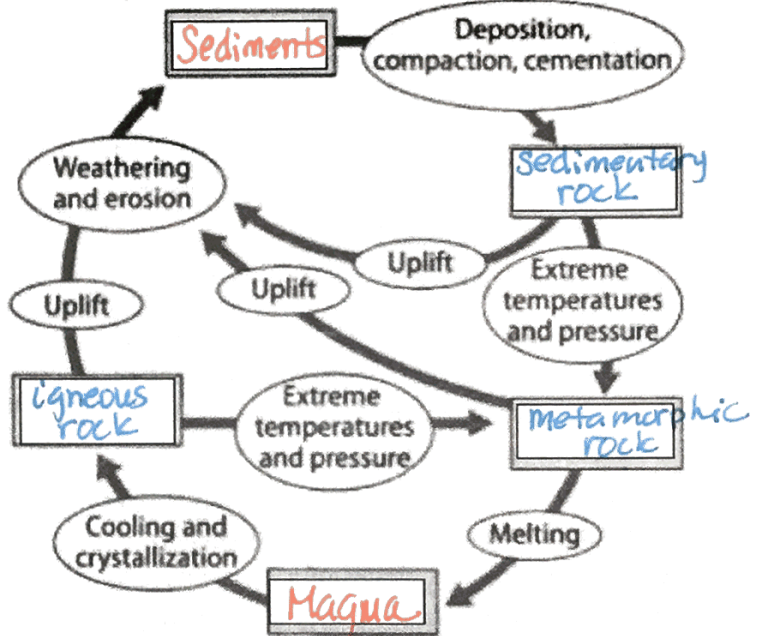 Sediments
Deposition,
compaction, cementation
Weathering
and erosion
sedimentary
rock
Uplift
Uplift
Uplift
Extreme
temperatures
and pressure
igneous
rock
Extreme
temperatures
and pressure
metamorphic
rock
Cooling and
crystallization
Melting
Magma